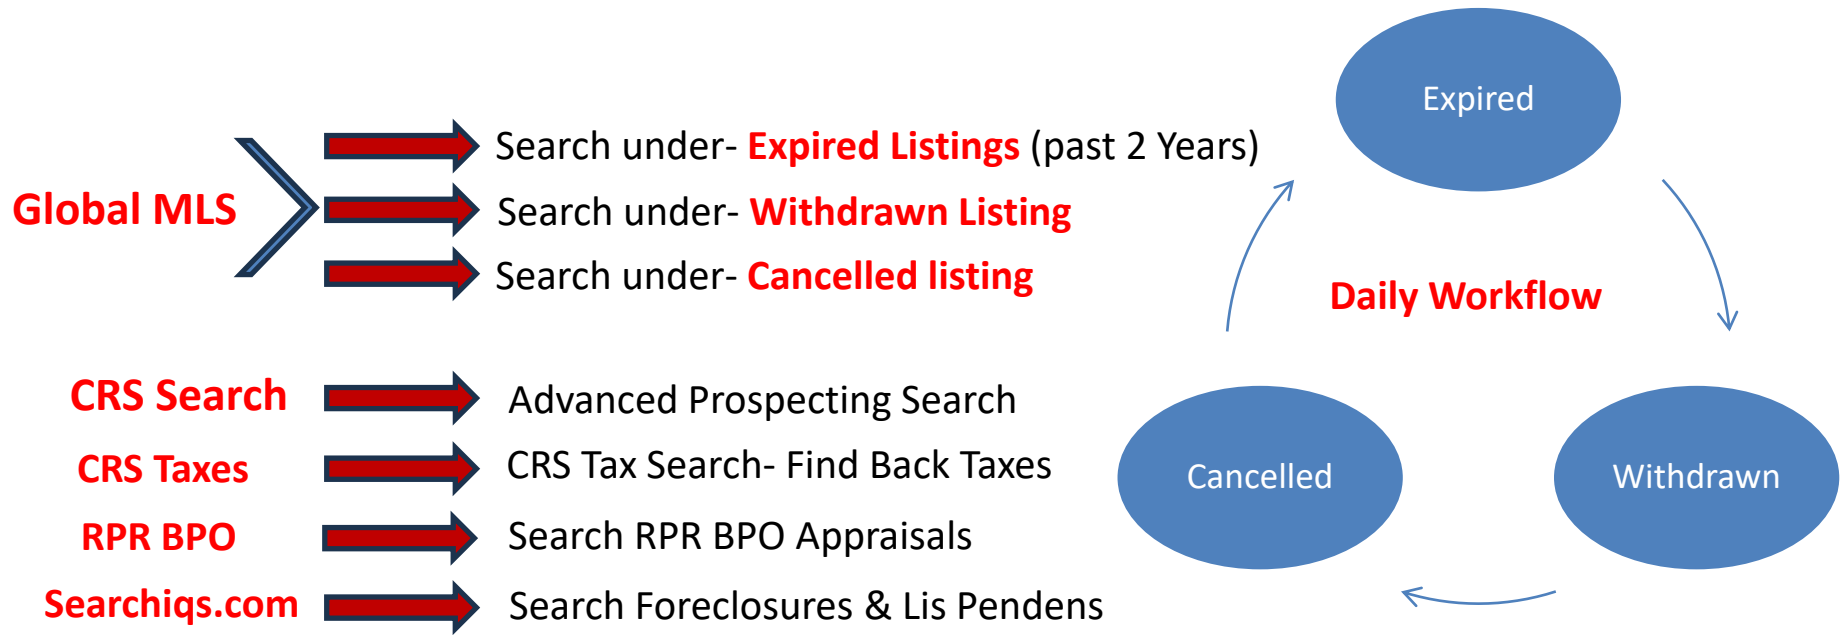 Global MLS
Search under- Expired Listings (past 2 Years)
Search under- Withdrawn Listing
Search under- Cancelled listing
CRS Search
Advanced Prospecting Search
CRS Taxes
CRS Tax Search- Find Back Taxes
RPR BPO
Search RPR BPO Appraisals
Searchiqs.com
Search Foreclosures & Lis Pendens
Expired
Daily Workflow
Cancelled
Withdrawn